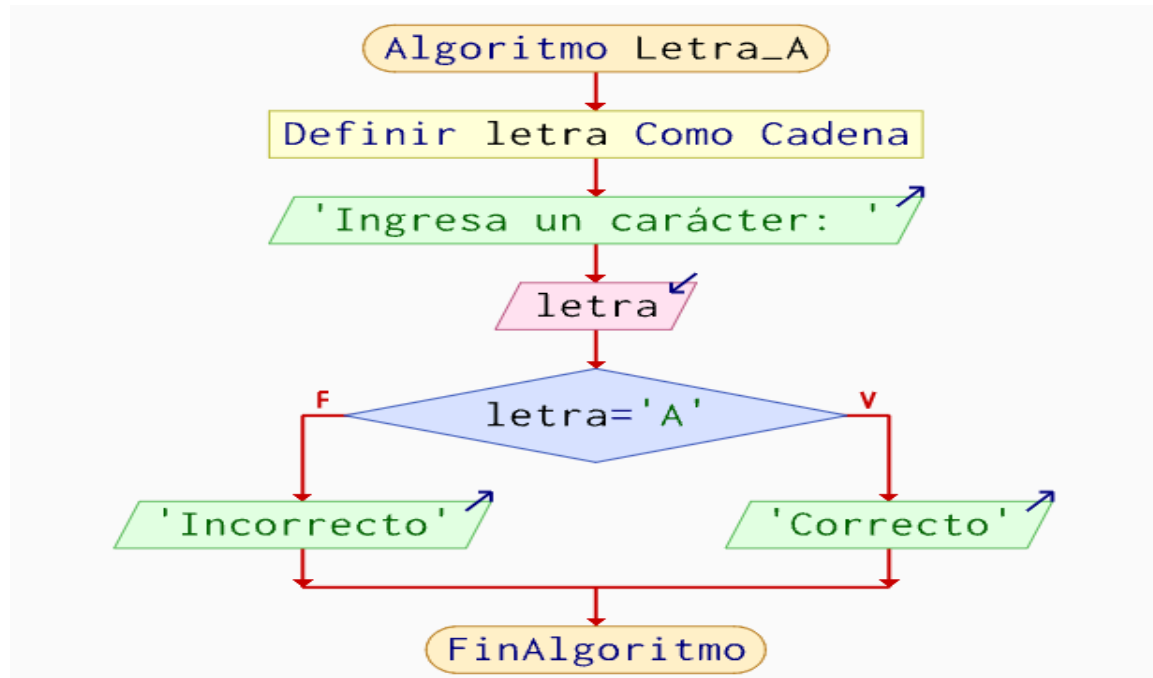 Algoritmo Letra_A
Definir letra Como Cadena
'Ingresa un carácter: '
letra
F
V
letra='A'
'Incorrecto'
'Correcto'
FinAlgoritmo